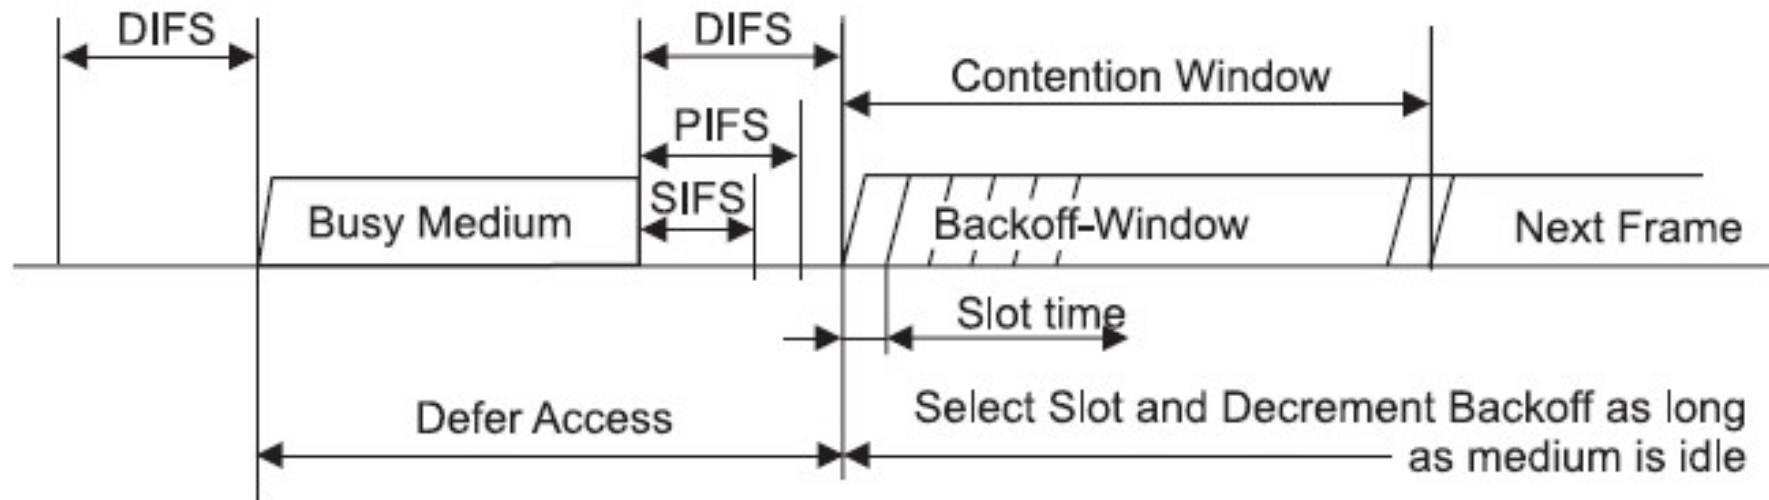 DIFS
DIFS
Contention Window
PIFS
SIFS
Busy Medium
Backoff-Window
Next Frame
Slot time
Defer Access
Select Slot and Decrement Backoff as long
as medium is idle